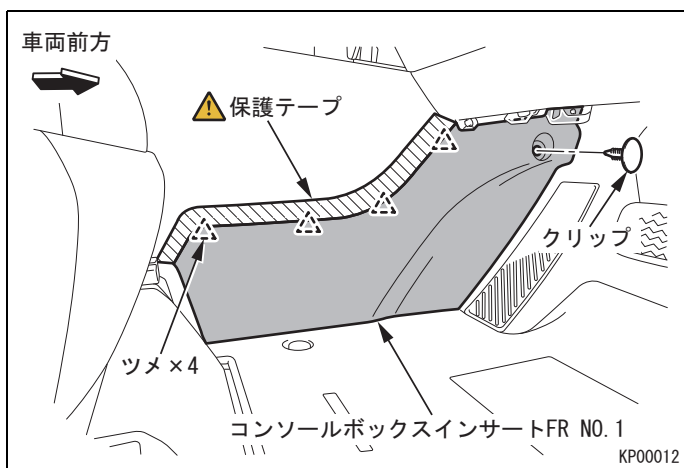 車両前方
保護テープ
クリップ
ツメ×4
コンソールボックスインサートFR NO.1
KP00012